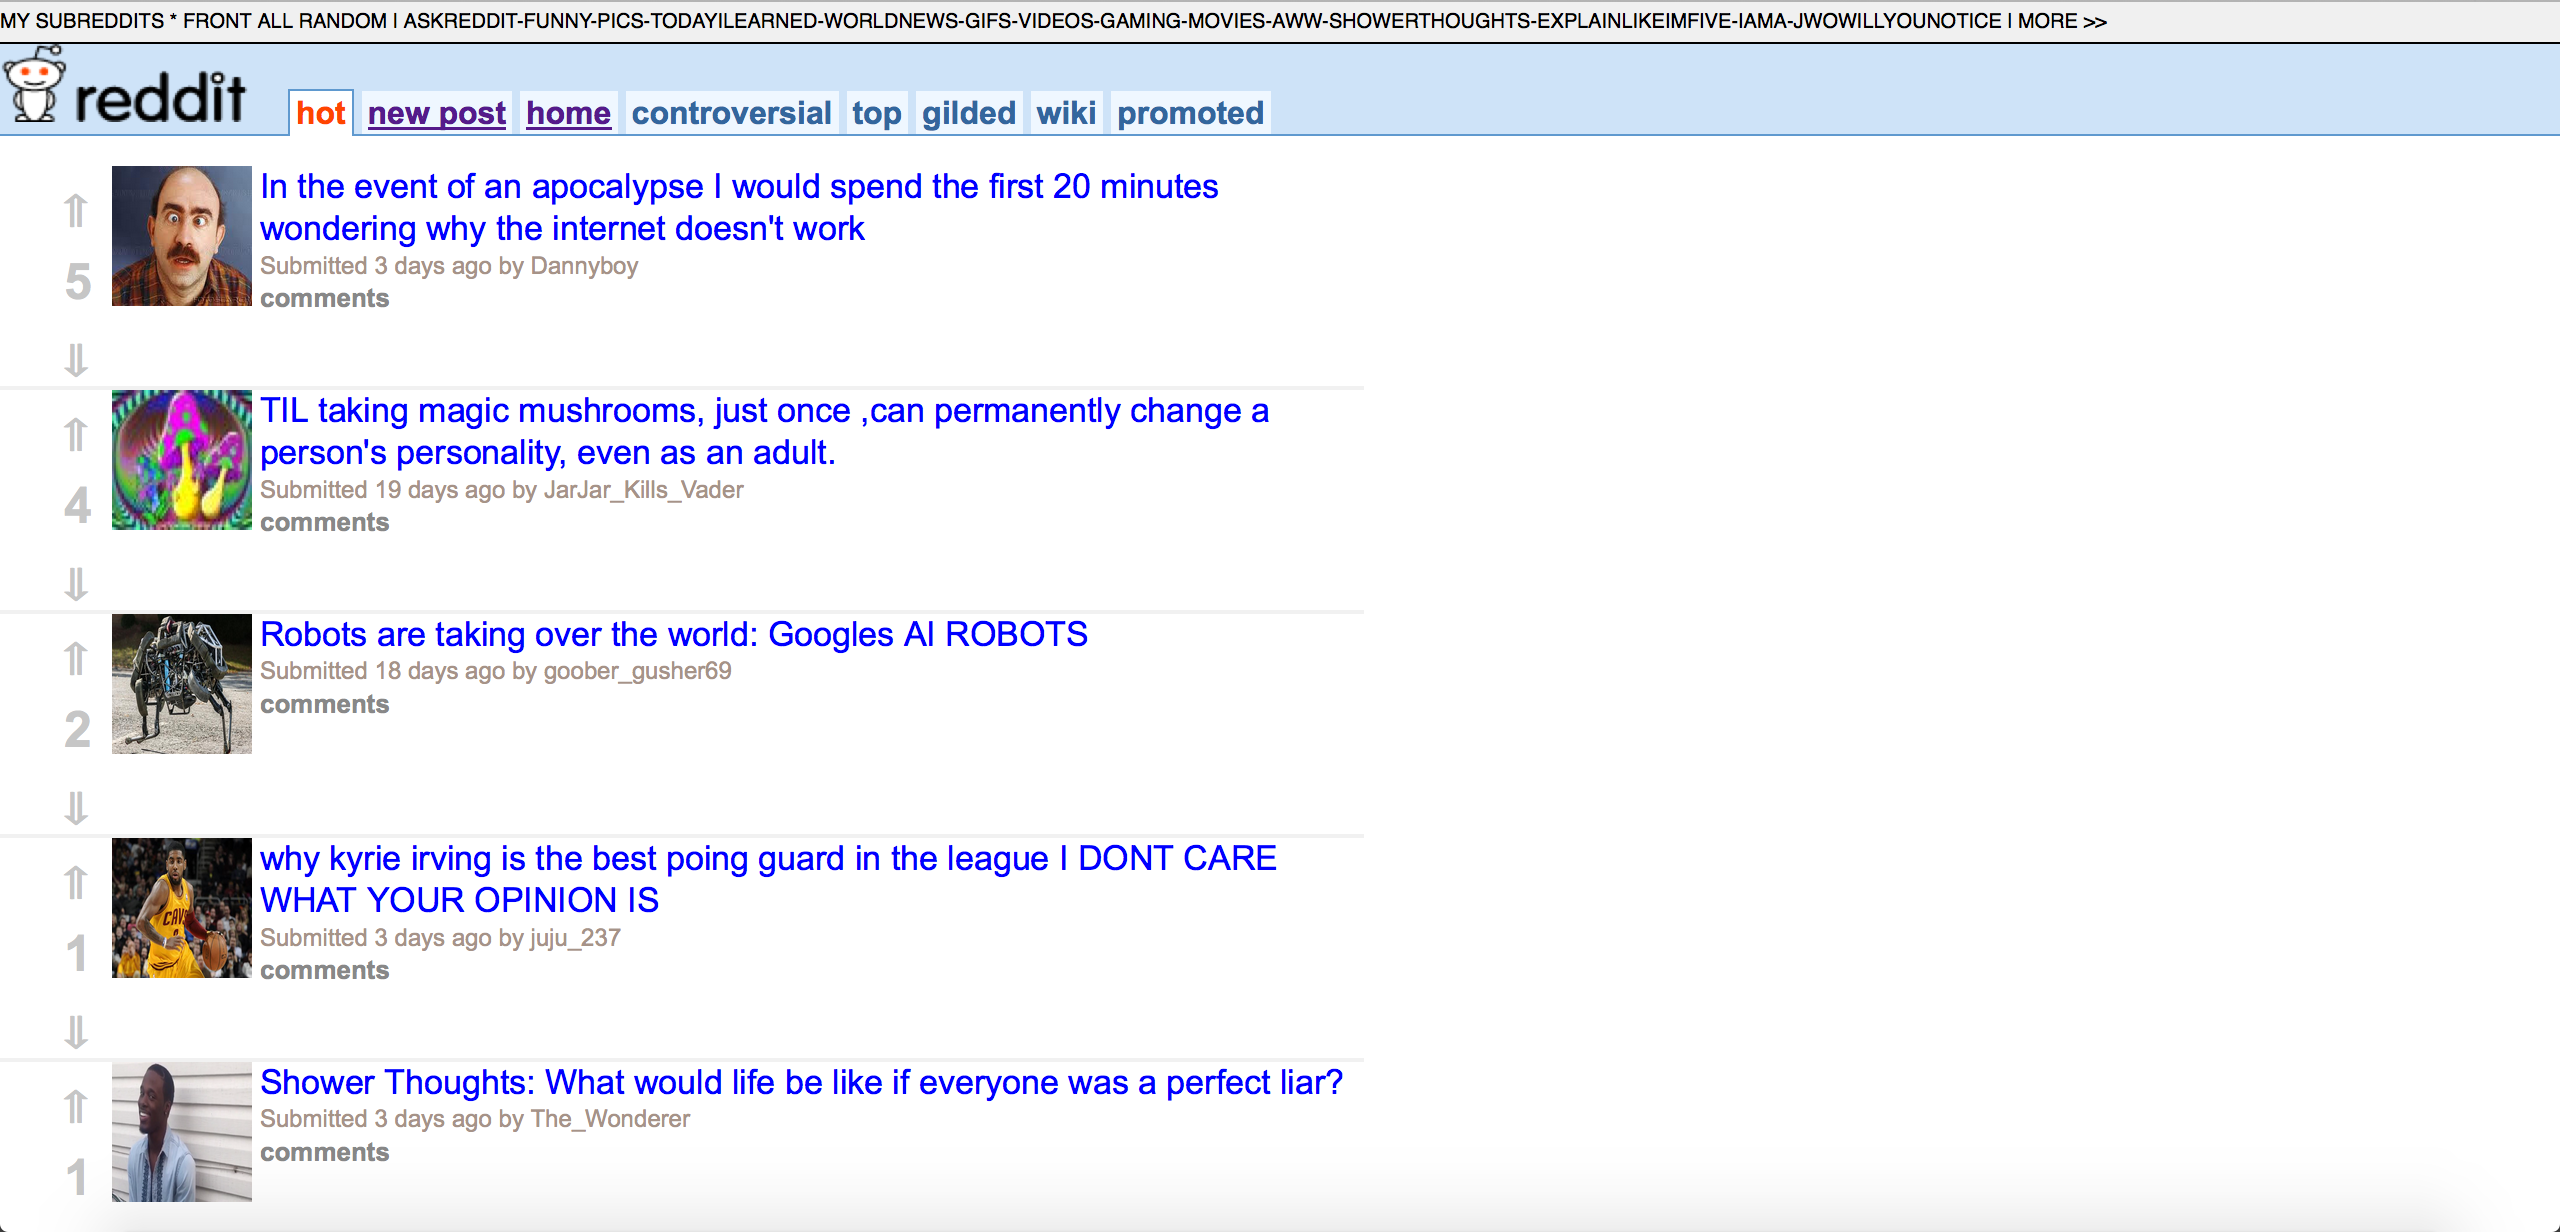 MY SUBREDDITS * FRONT ALL RANDOM | ASKREDDIT-FUNNY-PICS-TODAYILEARNED-WORLDNEWS-GIFS-VIDEOS-GAMING-MOVIES-AWW-SHOWERTHOUGHTS-EXPLAINLIKEIMFIVE-IAMA-JWOWILLYOUNOTICE | MORE >>
reddit hot new post home controversial top gilded wiki promoted
In the event of an apocalypse I would spend the first 20 minutes
wondering why the internet doesn't work
Submitted 3 days ago by Dannyboy
5
comments
TIL taking magic mushrooms, just once ,can permanently change a
person's personality, even as an adult.
Submitted 19 days ago by JarJar_Kills_Vader
4
comments
Robots are taking over the world: Googles AI ROBOTS
Submitted 18 days ago by goober_gusher69
comments
2
why kyrie irving is the best poing guard in the league I DONT CARE
WHAT YOUR OPINION IS
CAVS
Submitted 3 days ago by juju_237
1
comments
Shower Thoughts: What would life be like if everyone was a perfect liar?
Submitted 3 days ago by The_Wonderer
comments
1